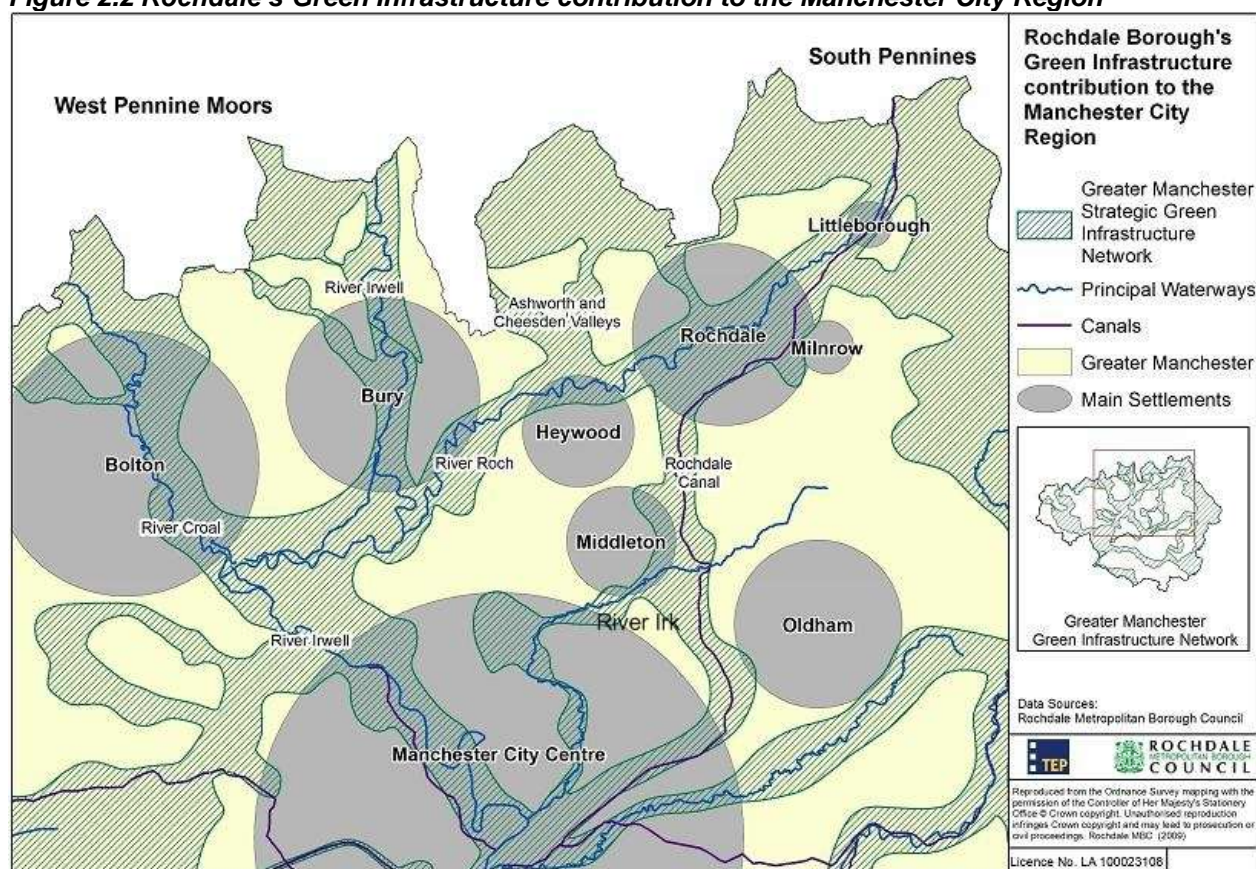 Figure 2.2 Rochdale's Green Infrastructure contribution to the Manchester City Region
South Pennines
West Pennine Moors
Littleborough
River Irwell
Ashworth and
Cheesden Valleys
Rochdale
Milnrow
Bury
Heywood
Bolton
River Roch
Rochdale
Canal
River Croal
Middleton
River Irwell
River Irk
Oldham
Manchester City Centre
Rochdale Borough's
Green Infrastructure
contribution to the
Manchester City
Region
Greater Manchester
Strategic Green
Infrastructure
Network
Principal Waterways
Canals
Greater Manchester
Main Settlements
Greater Manchester
Green Infrastructure Network
Data Sources:
Rochdale Metropolitan Borough Council
TEP
ROCHDALE
METROPOLITAN BOROUGH
COUNCIL
Reproduced from the Ordnance Survey mapping with the
permission of the Controller of Her Majesty's Stationery
Office © Crown copyright. Unauthorised reproduction
infringes Crown copyright and may lead to prosecution or
civil proceedings. Rochdale MBC (2009)
Licence No. LA 100023108